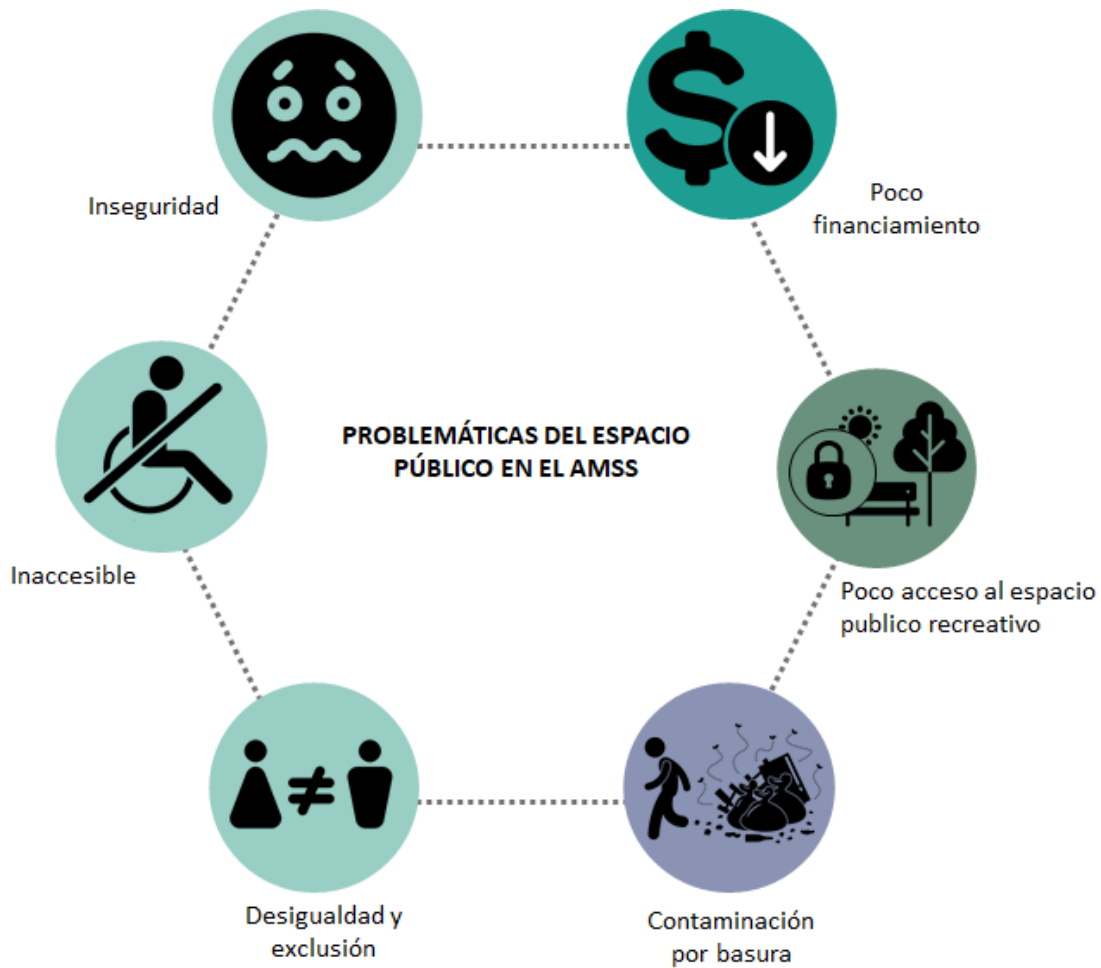 Inseguridad
Poco
financiamiento
PROBLEMÁTICAS DEL ESPACIO
PÚBLICO EN EL AMSS
Inaccesible
Poco acceso al espacio
publico recreativo
Desigualdad y
exclusión
Contaminación
por basura